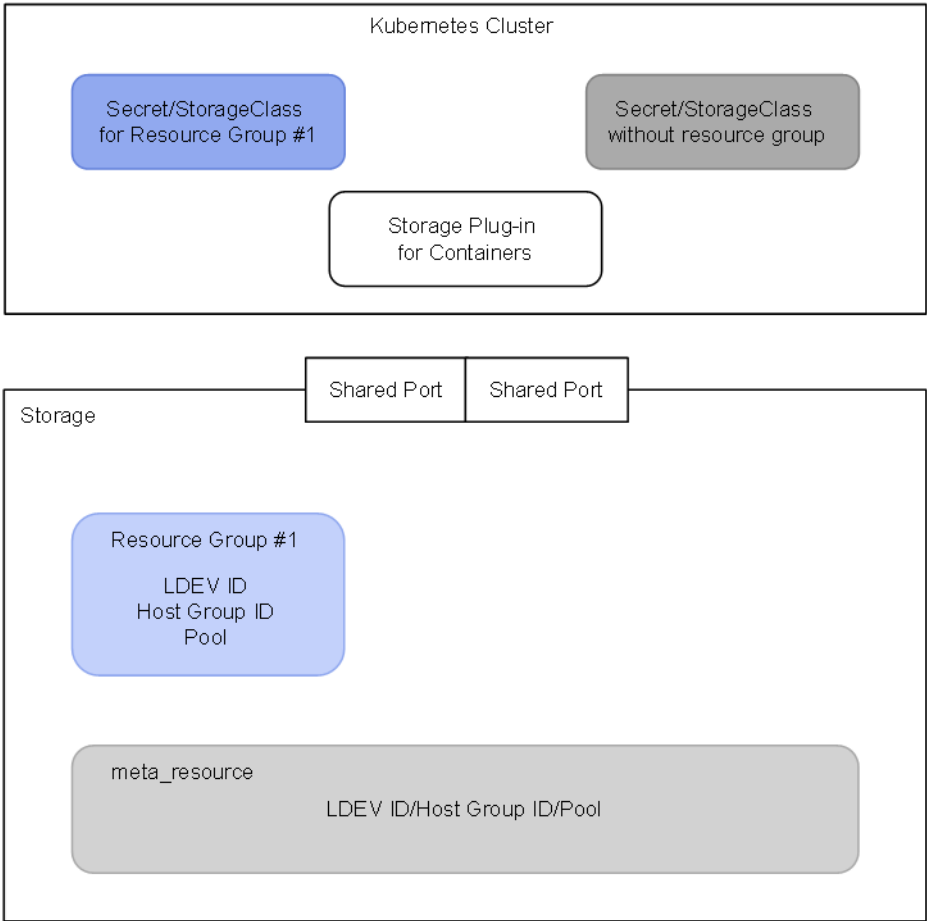 Kubernetes Cluster
Secret/StorageClass
for Resource Group #1
Secret/StorageClass
without resource group
Storage Plug-in
for Containers
Shared Port
Shared Port
Storage
Resource Group #1
LDEV ID
Host Group ID
Pool
meta_resource
LDEV ID/Host Group ID/Pool